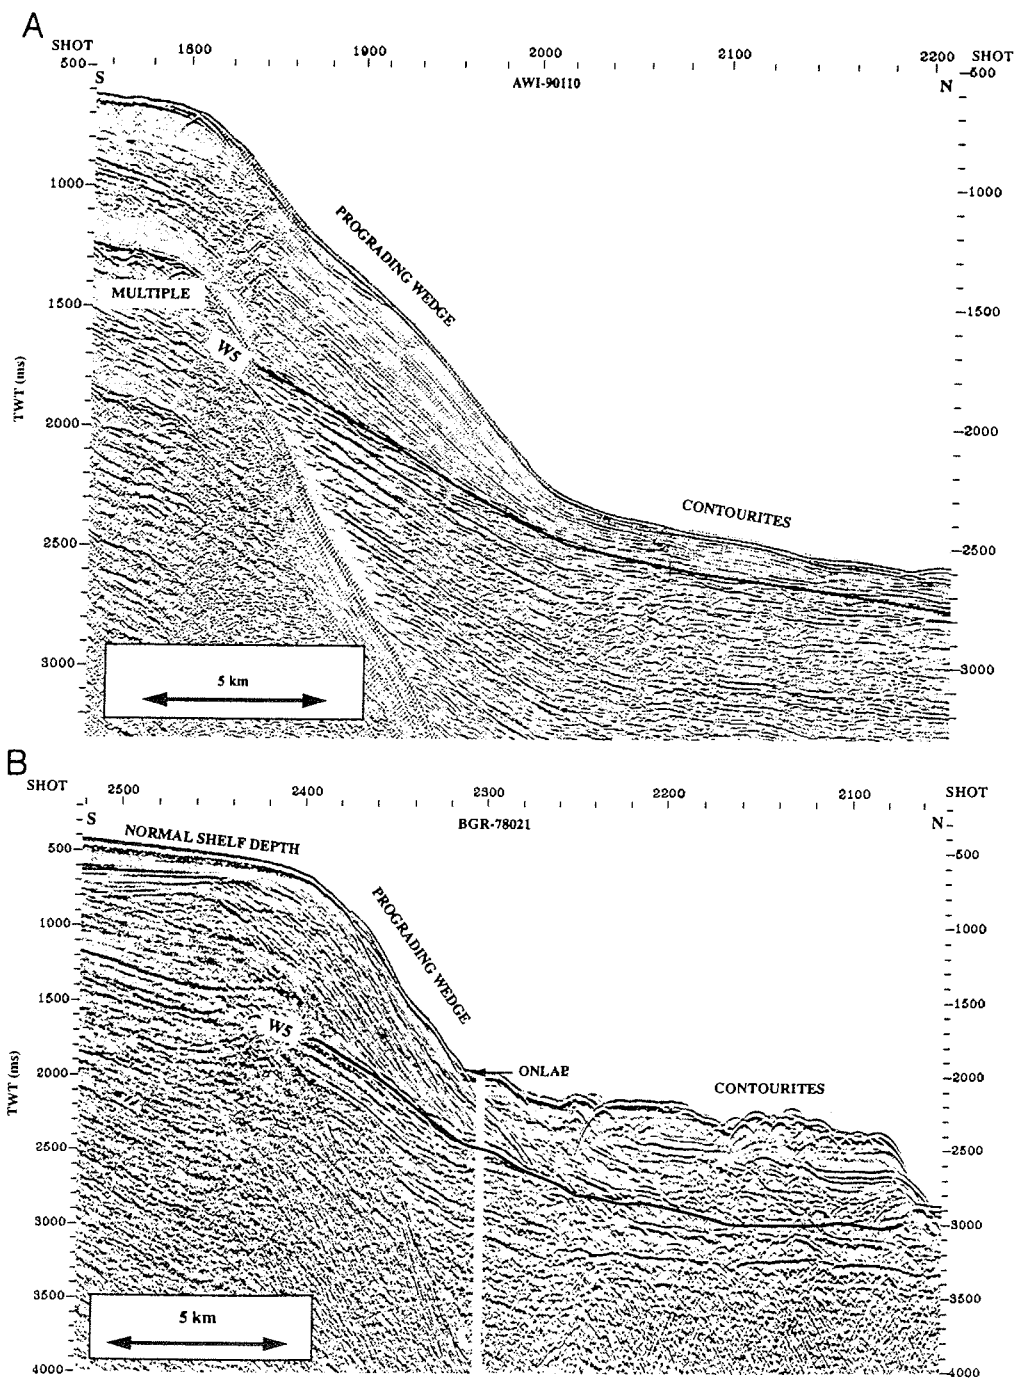 A
SHOT 1800 1900 2000 2100 2200 SHOT
500 500
S AWI-90110 N
1000 1000
PROGRADING WEDGE
MULTIPLE
1500 1500
W5
TWT (ms)
2000 2000
CONTOURITES
2500 2500
3000 3000
5 km
B
SHOT 2500 2400 2300 2200 2100 SHOT
S BGR-78021 N
NORMAL SHELF DEPTH
500 500
PROGRADING WEDGE
1000 1000
1500 1500
W5
TWT (ms)
2000 ONLAP 2000
CONTOURITES
2500 2500
3000 3000
3500 3500
5 km
4000 4000